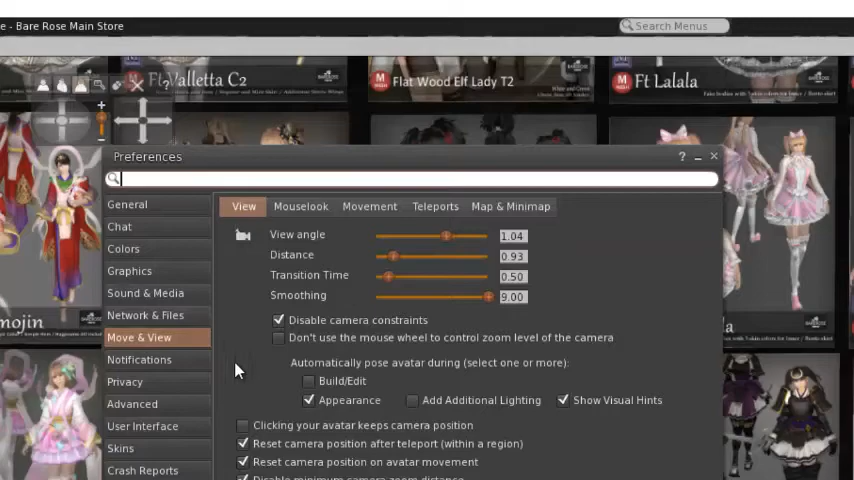 e - Bare Rose Main Store
Search Menus
Ft Valletta C2
Flat Wood Elf Lady T2
Ft Lalala
mojin
Preferences
?
General
Chat
Colors
Graphics
Sound & Media
Network & Files
Move & View
Notifications
Privacy
Advanced
User Interface
Skins
Crash Reports
View
Mouselook
Movement
Teleports
Map & Minimap
View angle 1.04
Distance 0.93
Transition Time 0.50
Smoothing 9.00
Disable camera constraints
Don't use the mouse wheel to control zoom level of the camera
Automatically pose avatar during (select one or more):
Build/Edit
Appearance Add Additional Lighting Show Visual Hints
Clicking your avatar keeps camera position
Reset camera position after teleport (within a region)
Reset camera position on avatar movement
Disable minimum camera zoom distance